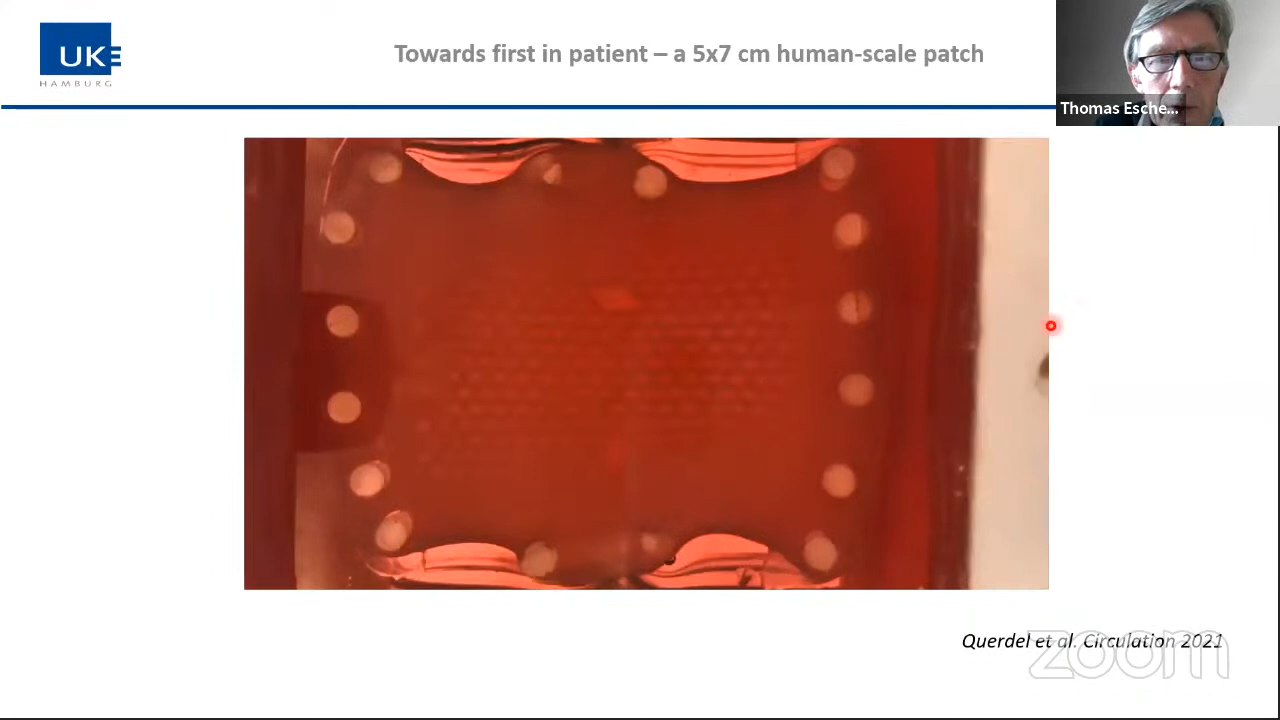 UKE
HAMBURG
Towards first in patient – a 5x7 cm human-scale patch
Thomas Esche...
Querdel et al. Circulation 2021
zoom